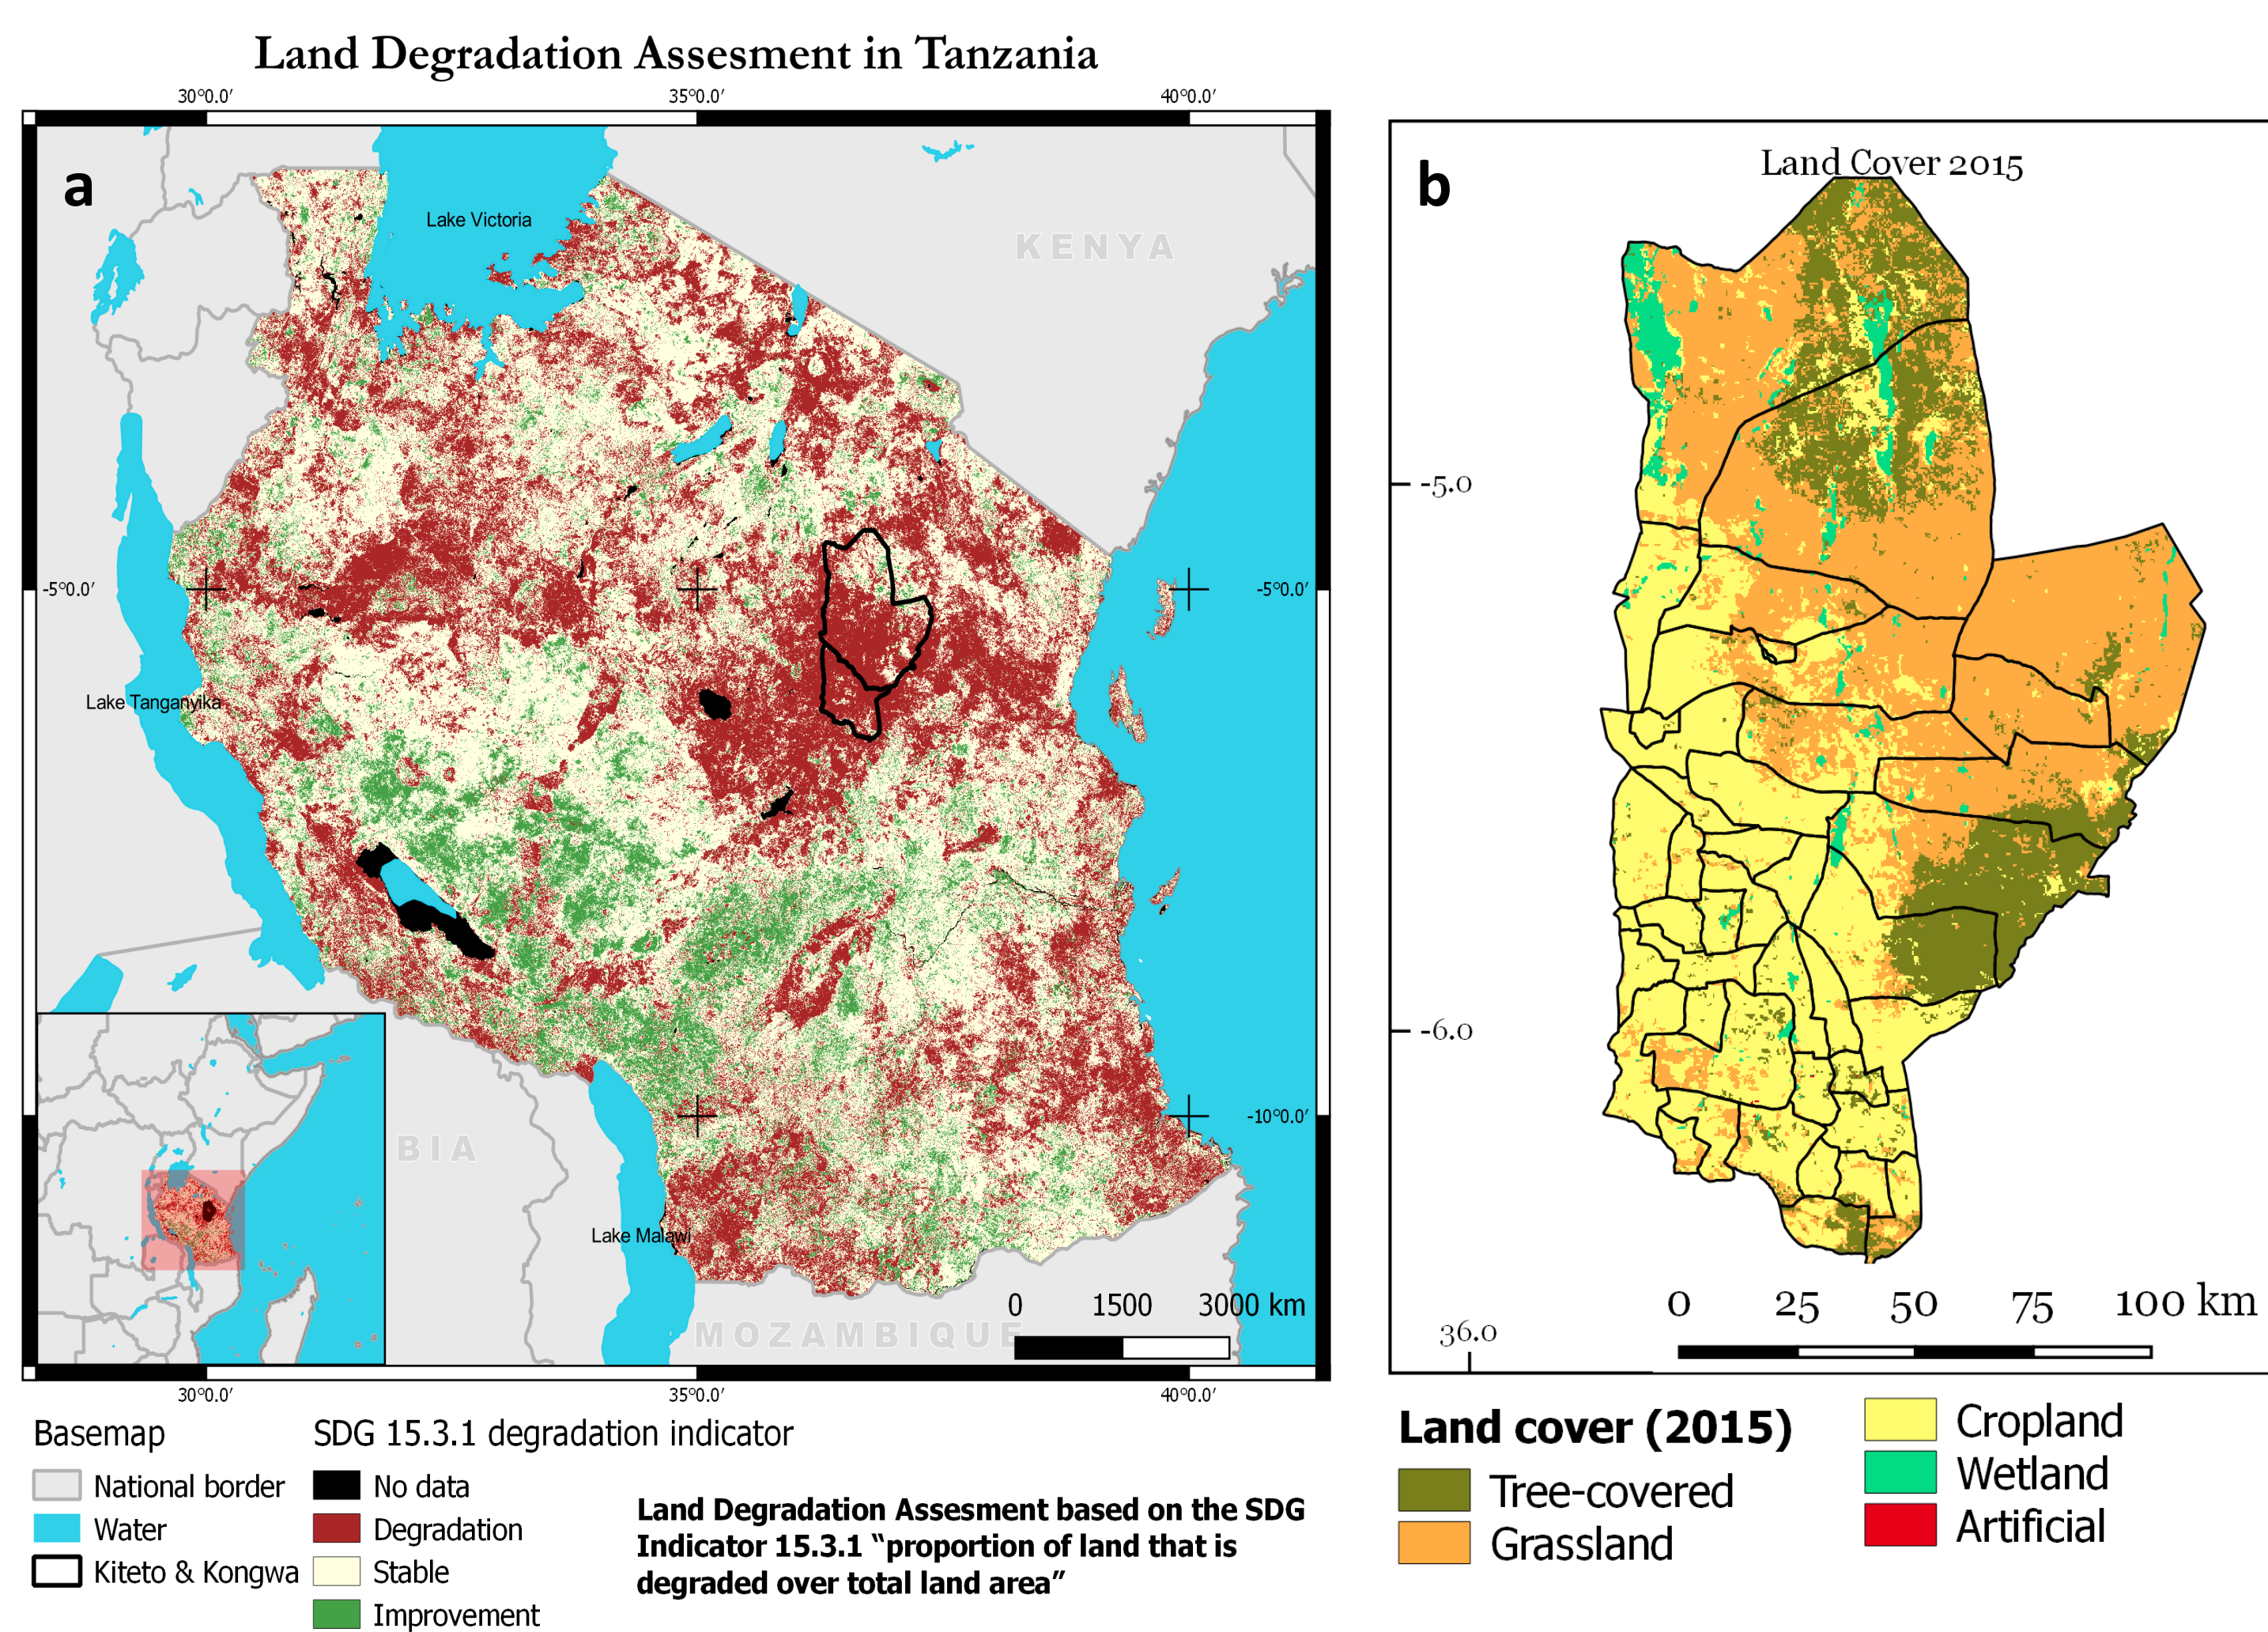 Land Degradation Assesment in Tanzania
30°0.0′ 35°0.0′ 40°0.0′
a
Lake Victoria
KENYA
-5°0.0′ -5°0.0′
Lake Tanganyika
-10°0.0′
BIA
Lake Malawi
MOZAMBIQUE
0 1500 3000 km
30°0.0′ 35°0.0′ 40°0.0′
Basemap
National border
Water
Kiteto & Kongwa
SDG 15.3.1 degradation indicator
No data
Degradation
Stable
Improvement
Land Degradation Assesment based on the SDG
Indicator 15.3.1 “proportion of land that is
degraded over total land area”
b
Land Cover 2015
-5.0
-6.0
36.0
0 25 50 75 100 km
Land cover (2015)
Tree-covered
Grassland
Cropland
Wetland
Artificial